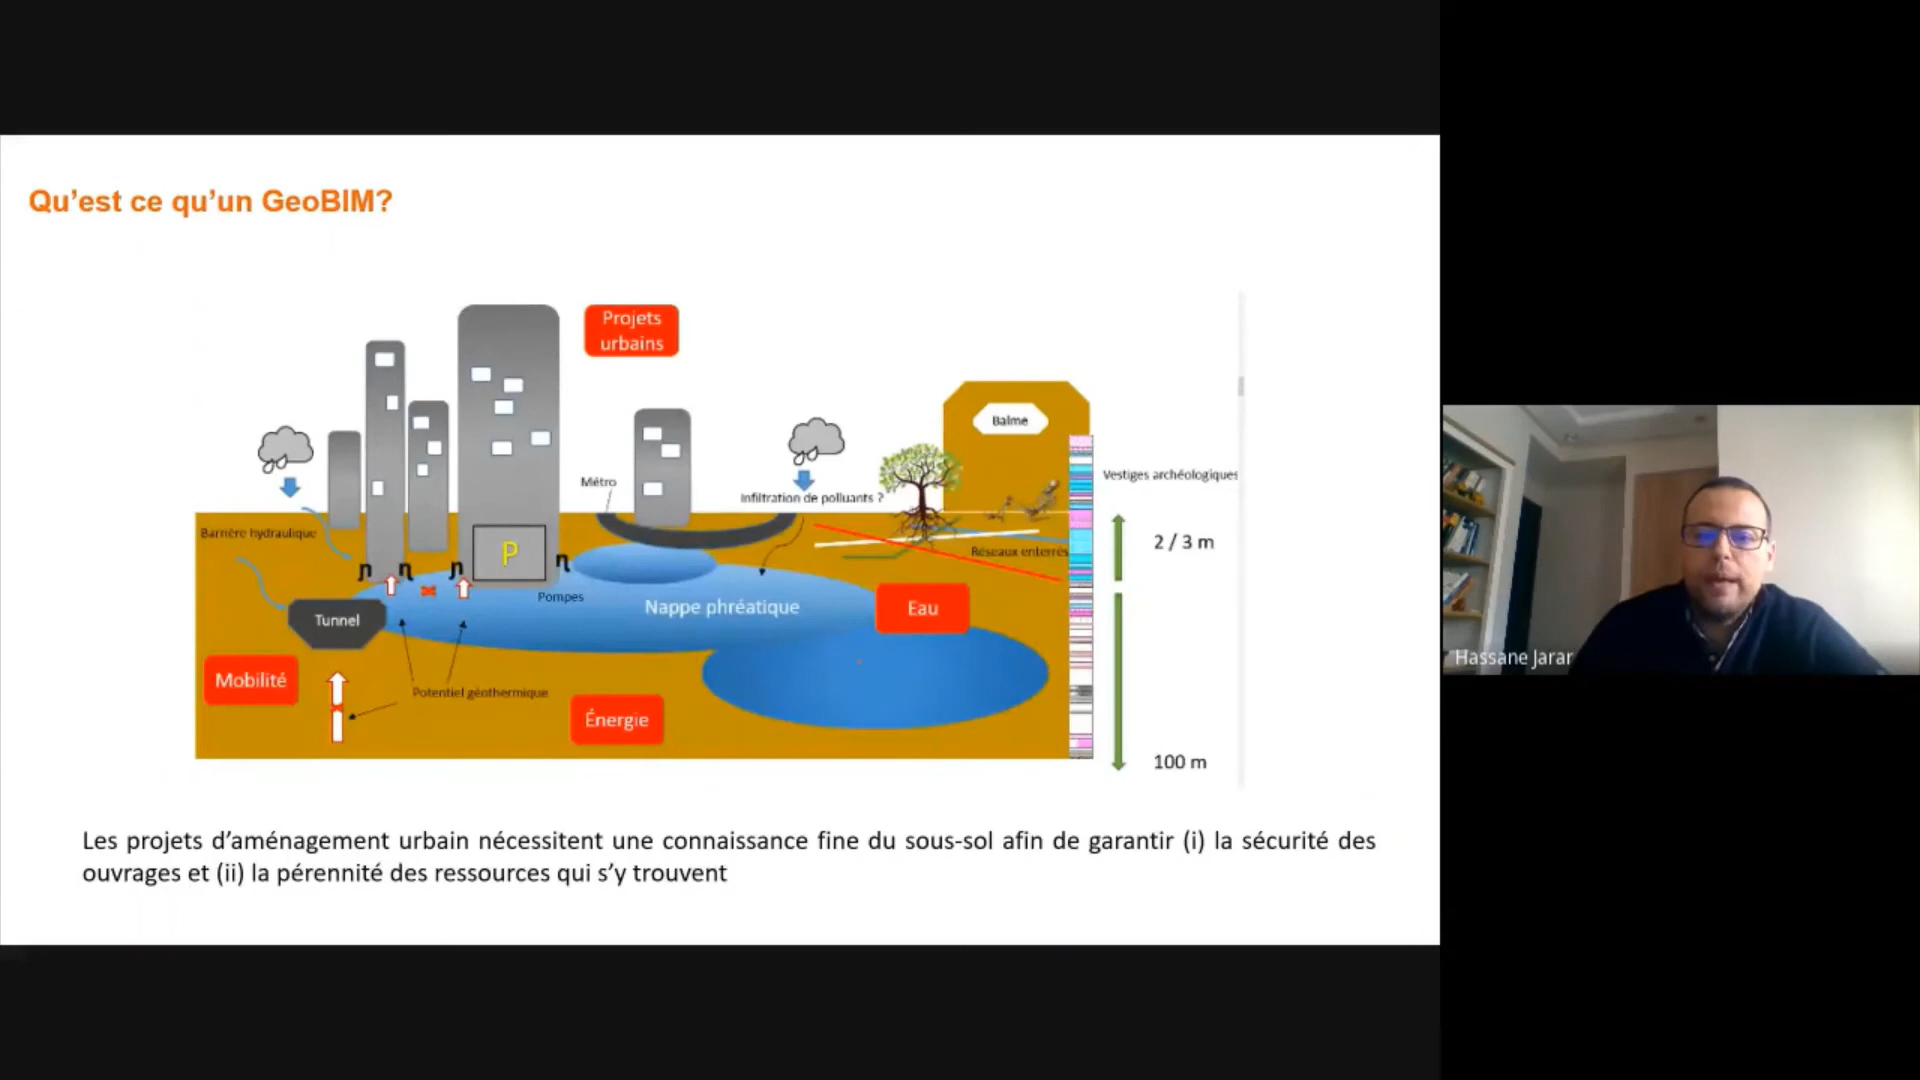 Qu’est ce qu’un GeoBIM?
Projets
urbains
Balme
Métro
Vestiges archéologiques
Infiltration de polluants ?
Barrière hydraulique
2 / 3 m
P
Réseaux enterrés
Pompes
Nappe phréatique
Eau
Tunnel
Hassane Jarar
Mobilité
Potentiel géothermique
Énergie
100 m
Les projets d’aménagement urbain nécessitent une connaissance fine du sous-sol afin de garantir (i) la sécurité des
ouvrages et (ii) la pérennité des ressources qui s’y trouvent